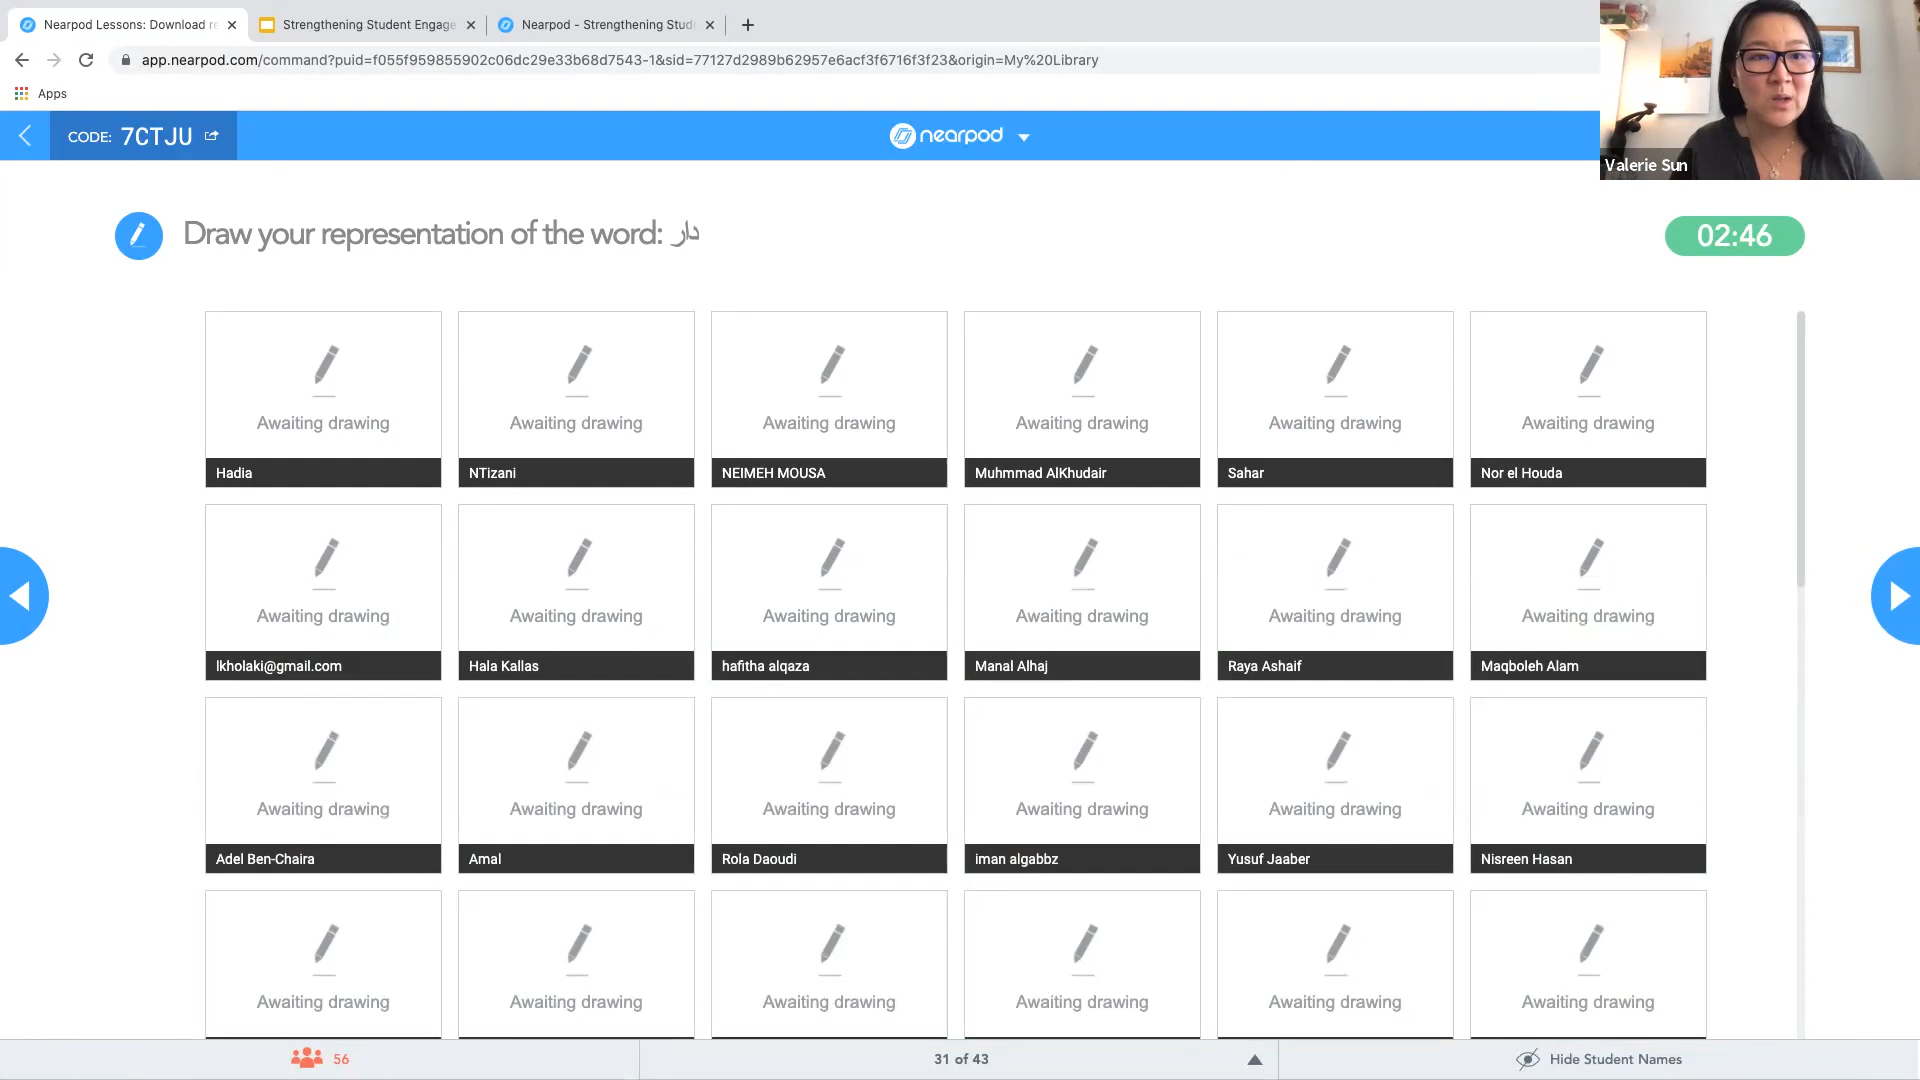 Nearpod Lessons: Download re
Strengthening Student Engage
Nearpod - Strengthening Stude
app.nearpod.com/command?puid=f055f959855902c06dc29e33b68d7543-1&sid=77127d2989b62957e6acf3f6716f3f23&origin=My%20Library
Apps
CODE: 7CTJU
nearpod
Valerie Sun
Draw your representation of the word: دار
02:46
Awaiting drawing Awaiting drawing Awaiting drawing Awaiting drawing Awaiting drawing Awaiting drawing
Hadia NTizani NEIMEH MOUSA Muhmmad AlKhudair Sahar Nor el Houda
Awaiting drawing Awaiting drawing Awaiting drawing Awaiting drawing Awaiting drawing Awaiting drawing
lkholaki@gmail.com Hala Kallas hafitha alqaza Manal Alhaj Raya Ashaif Maqboleh Alam
Awaiting drawing Awaiting drawing Awaiting drawing Awaiting drawing Awaiting drawing Awaiting drawing
Adel Ben-Chaira Amal Rola Daoudi iman algabbz Yusuf Jaaber Nisreen Hasan
Awaiting drawing Awaiting drawing Awaiting drawing Awaiting drawing Awaiting drawing Awaiting drawing
56
31 of 43
Hide Student Names